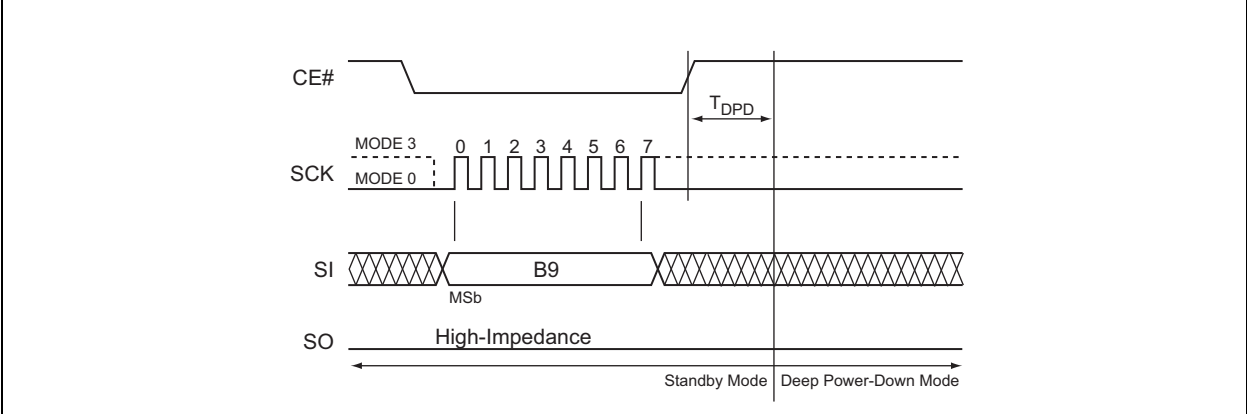 CE#
TDPD
MODE 3
0 1 2 3 4 5 6 7
SCK
MODE 0
SI
B9
MSb
SO
High-Impedance
Standby Mode
Deep Power-Down Mode